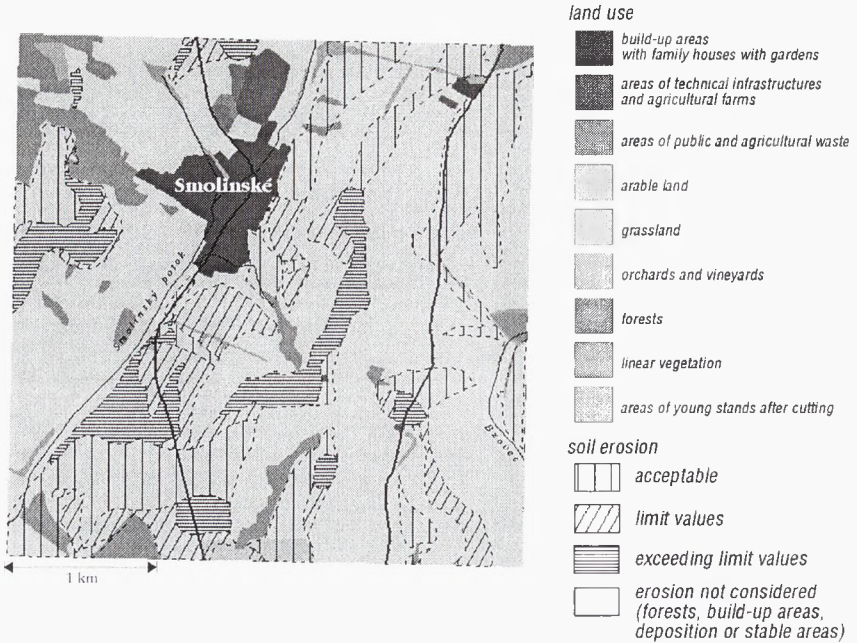 land use
build-up areas
with family houses with gardens
areas of technical infrastructures
and agricultural farms
areas of public and agricultural waste
arable land
grassland
orchards and vineyards
forests
linear vegetation
areas of young stands after cutting
soil erosion
acceptable
limit values
exceeding limit values
erosion not considered
(forests, build-up areas,
deposition or stable areas)
Smolinské
Smolinský potok
Brovec
1 km